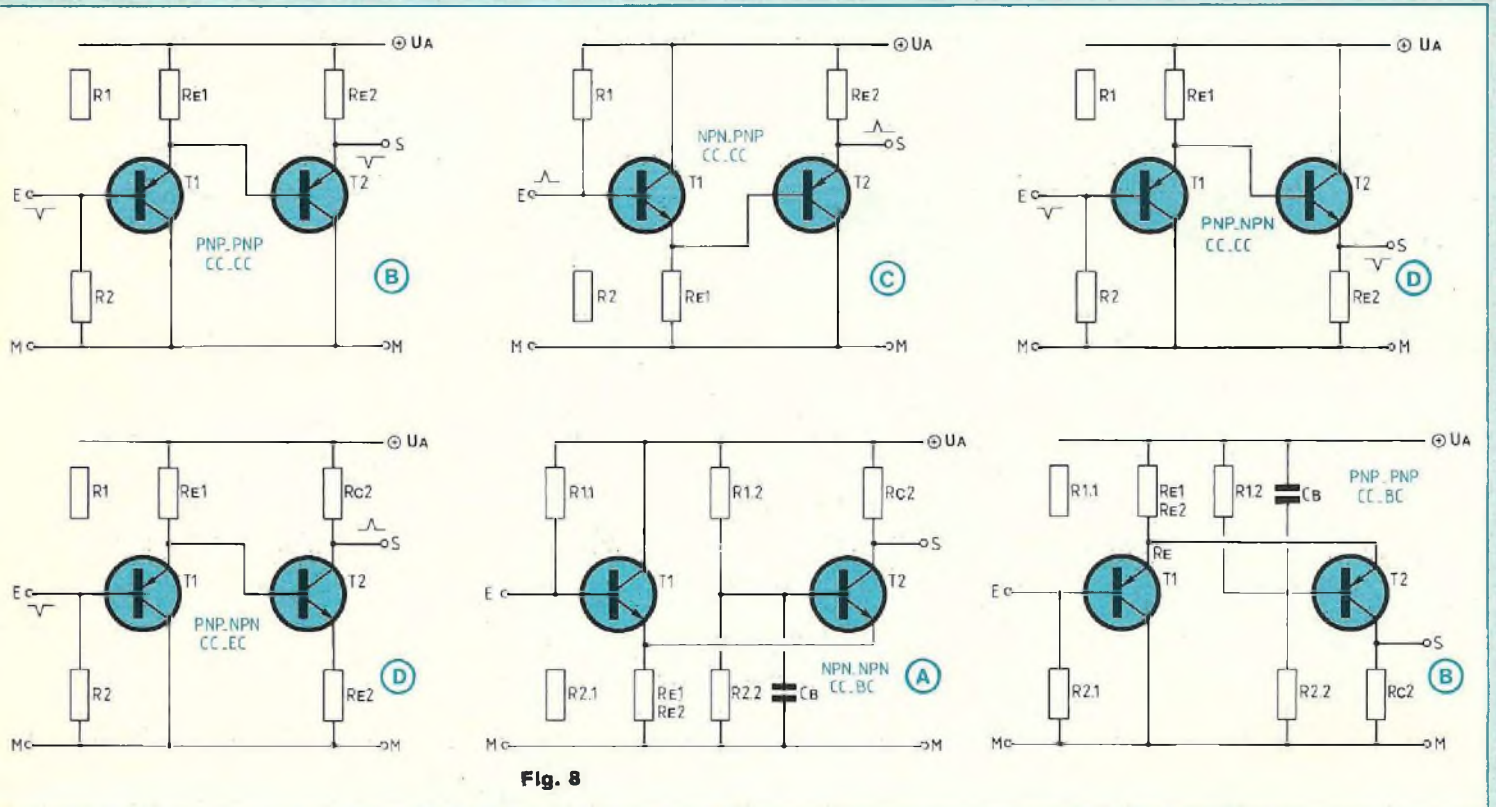 ⊕ UA
R1
RE1
RE2
S
E
T1
T2
PNP_PNP
CC_CC
B
R2
M
M
⊕ UA
R1
RE2
NPN_PNP
CC_CC
S
E
T1
T2
C
R2
RE1
M
M
⊕ UA
R1
RE1
E
T1
T2
PNP_NPN
CC_CC
S
D
R2
RE2
M
M
⊕ UA
R1
RE1
RC2
S
E
T1
T2
PNP_NPN
CC_EC
D
R2
RE2
M
M
⊕ UA
R1.1
R1.2
RC2
S
E
T1
T2
NPN_NPN
CC_BC
A
R2.1
RE1
RE2
R2.2
CB
M
M
⊕ UA
PNP_PNP
CC_BC
R1.1
RE1
RE2
R1.2
CB
RE
E
T1
T2
S
B
R2.1
R2.2
RC2
M
M
Fig. 8